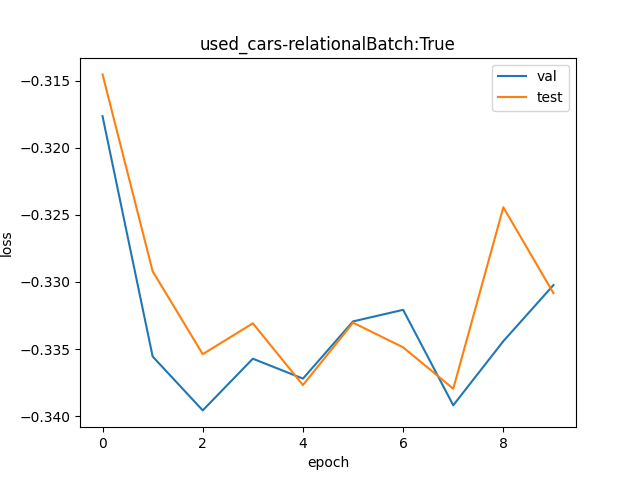 used_cars-relationalBatch:True
val
test
−0.315
−0.320
−0.325
−0.330
−0.335
−0.340
loss
0
2
4
6
8
epoch